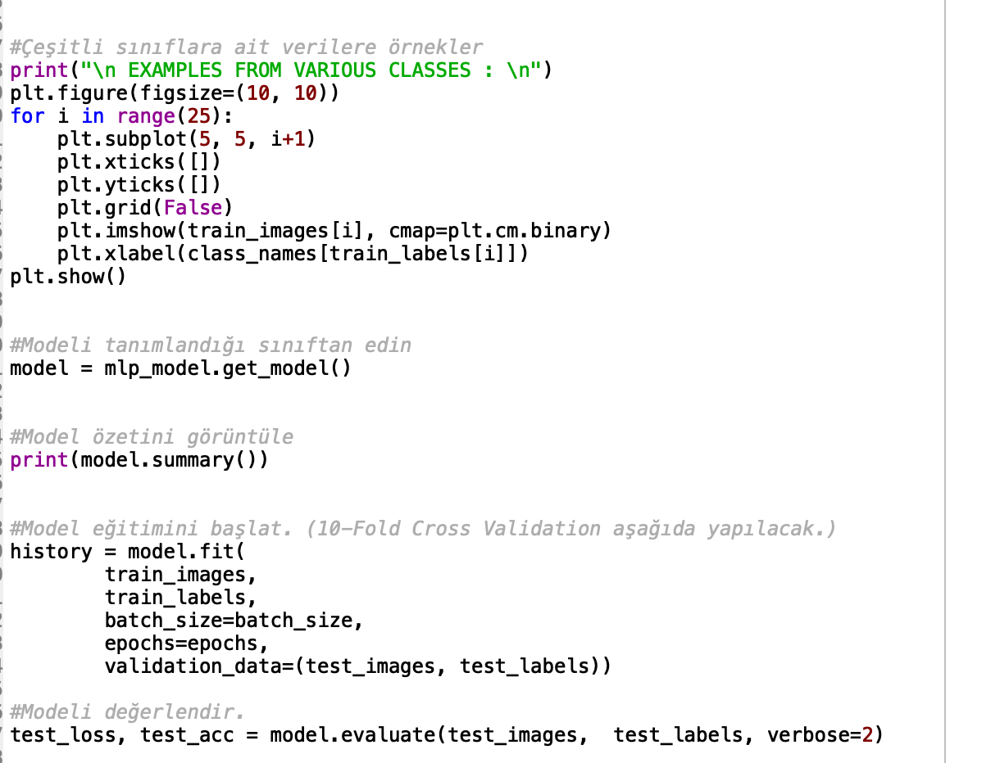 #Çeşitli sınıflara ait verilere örnekler
print("\n EXAMPLES FROM VARIOUS CLASSES : \n")
plt.figure(figsize=(10, 10))
for i in range(25):
    plt.subplot(5, 5, i+1)
    plt.xticks([])
    plt.yticks([])
    plt.grid(False)
    plt.imshow(train_images[i], cmap=plt.cm.binary)
    plt.xlabel(class_names[train_labels[i]])
plt.show()
#Modeli tanımlandığı sınıftan edin
model = mlp_model.get_model()
#Model özetini görüntüle
print(model.summary())
#Model eğitimini başlat. (10-Fold Cross Validation aşağıda yapılacak.)
history = model.fit(
        train_images,
        train_labels,
        batch_size=batch_size,
        epochs=epochs,
        validation_data=(test_images, test_labels))
#Modeli değerlendir.
test_loss, test_acc = model.evaluate(test_images,  test_labels, verbose=2)